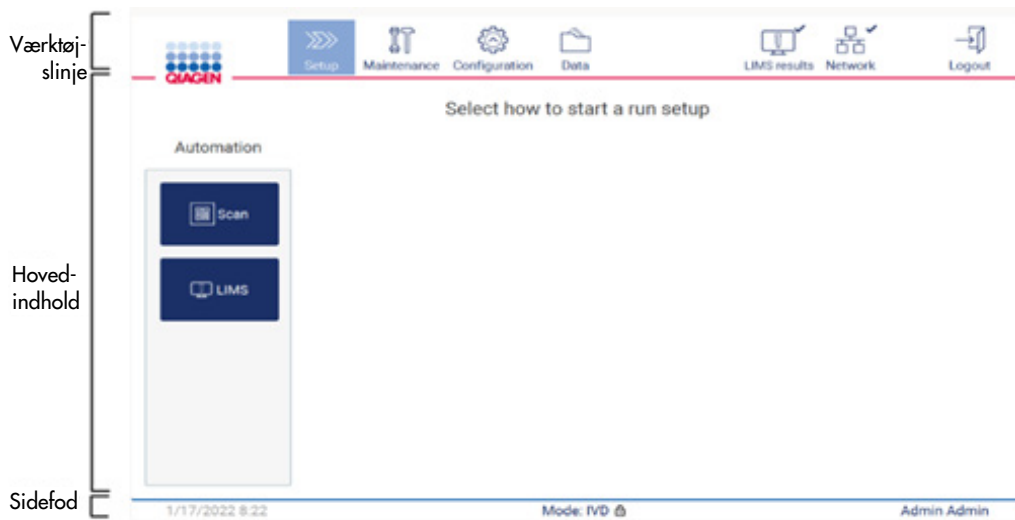 Værktøj-
slinje
QIAGEN
Setup
Maintenance
Configuration
Data
LIMS results
Network
Logout
Select how to start a run setup
Automation
Scan
LIMS
Hoved-
indhold
Sidefod
1/17/2022 8:22
Mode: IVD
Admin Admin